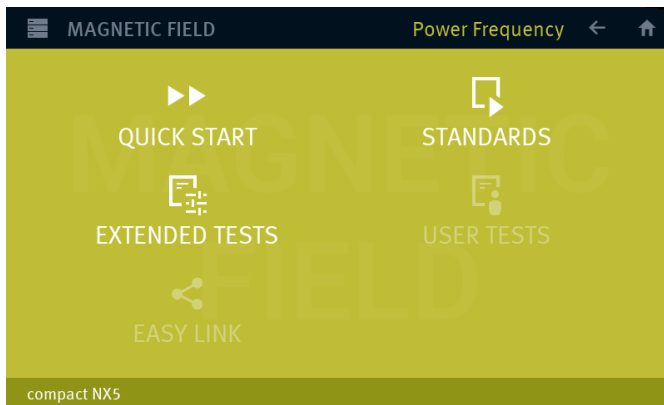 MAGNETIC FIELD
Power Frequency
QUICK START
STANDARDS
MAGNETIC
EXTENDED TESTS
USER TESTS
FIELD
EASY LINK
compact NX5